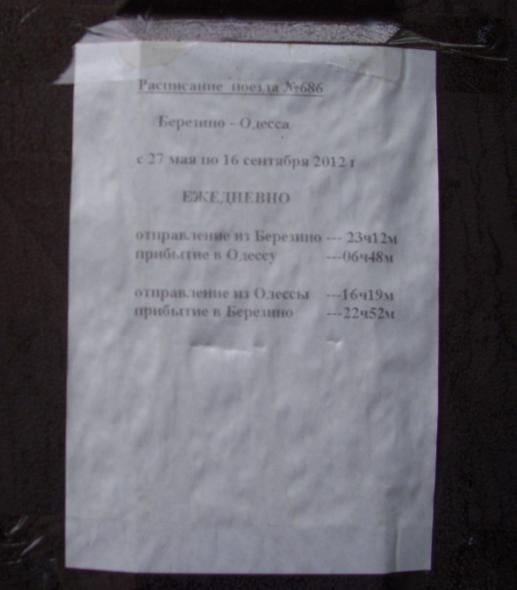 Расписание поезда №686
Березино - Одесса
с 27 мая по 16 сентября 2012 г
ЕЖЕДНЕВНО
отправление из Березино --- 23ч12м
прибытие в Одессу ---06ч48м
отправление из Одессы ---16ч19м
прибытие в Березино ---22ч52м